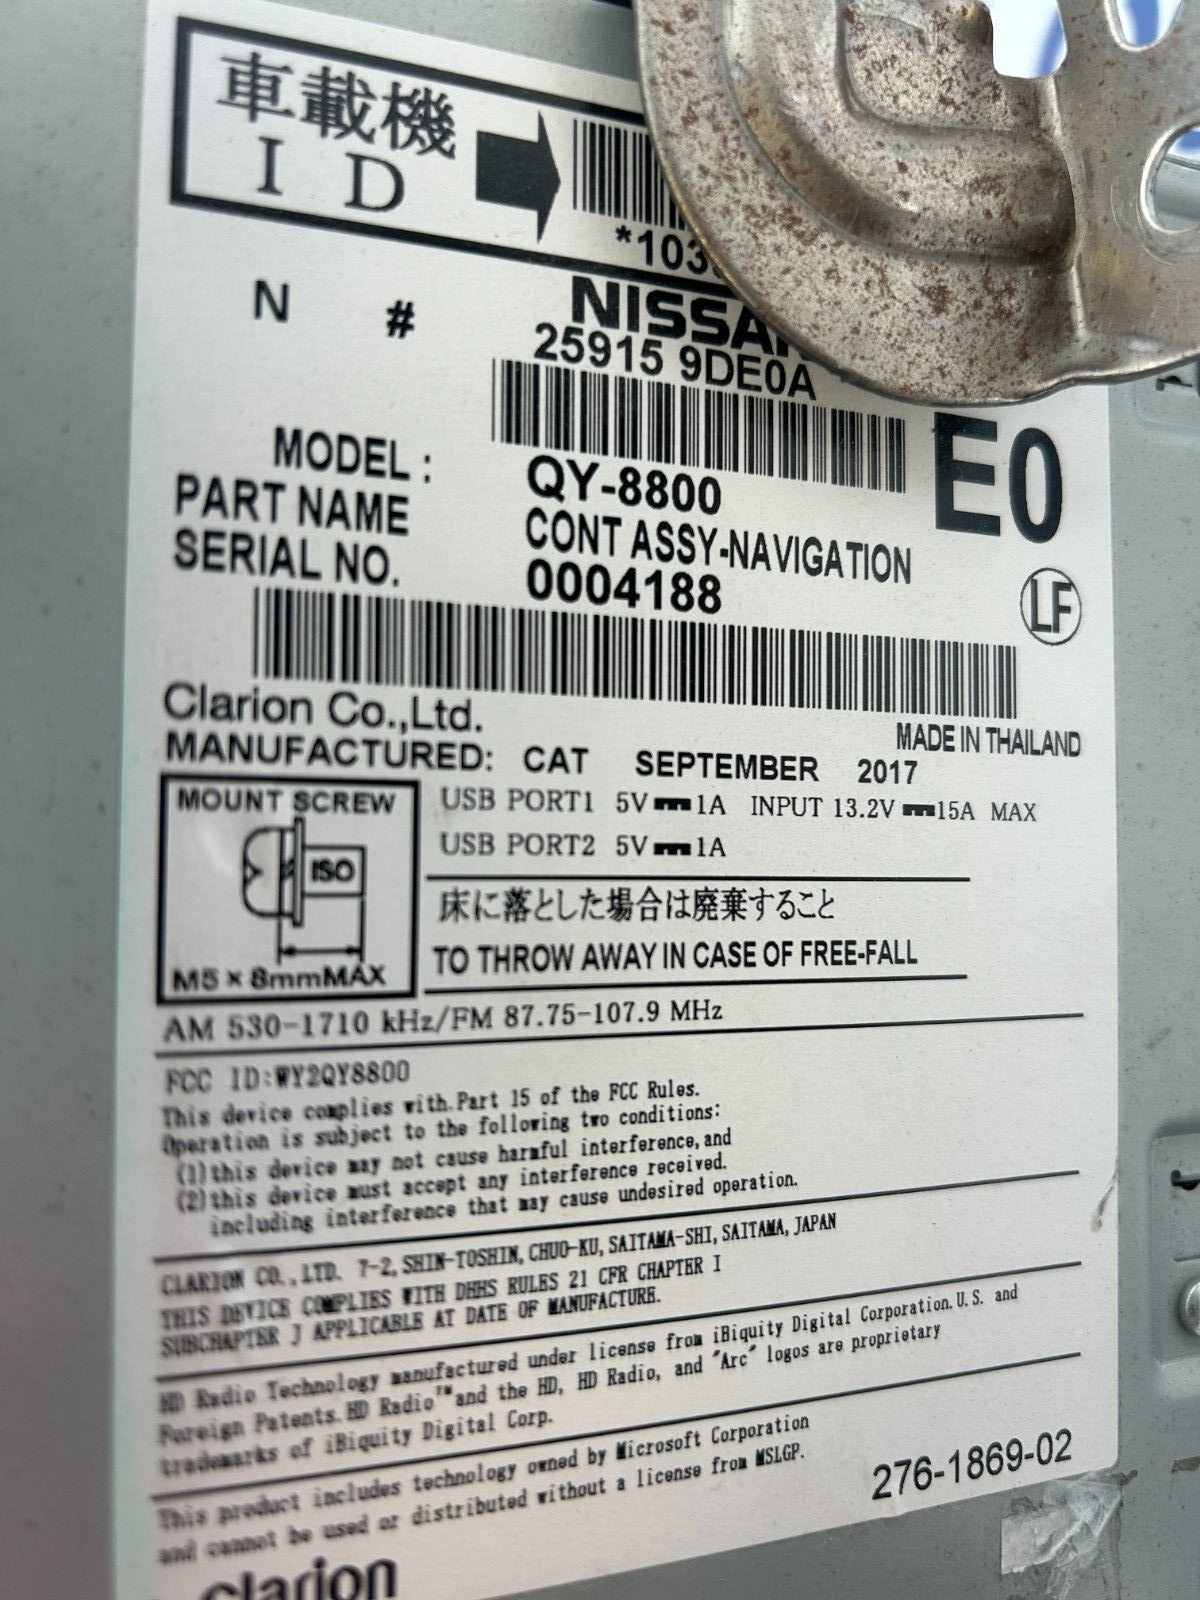 車載機
ID
*103
N #
NISSAN
25915 9DE0A
E0
MODEL : QY-8800
PART NAME CONT ASSY-NAVIGATION
SERIAL NO. 0004188
LF
Clarion Co.,Ltd.
MADE IN THAILAND
MANUFACTURED: CAT SEPTEMBER 2017
MOUNT SCREW
ISO
M5 × 8mmMAX
USB PORT1 5V⎓1A INPUT 13.2V⎓15A MAX
USB PORT2 5V⎓1A
床に落とした場合は廃棄すること
TO THROW AWAY IN CASE OF FREE-FALL
AM 530-1710 kHz/FM 87.75-107.9 MHz
FCC ID:WY2QY8800
This device complies with Part 15 of the FCC Rules.
Operation is subject to the following two conditions:
(1)this device may not cause harmful interference,and
(2)this device must accept any interference received.
including interference that may cause undesired operation.
CLARION CO.,LTD. 7-2,SHIN-TOSHIN,CHUO-KU,SAITAMA-SHI,SAITAMA,JAPAN
THIS DEVICE COMPLIES WITH DHHS RULES 21 CFR CHAPTER I
SUBCHAPTER J APPLICABLE AT DATE OF MANUFACTURE.
HD Radio Technology manufactured under license from iBiquity Digital Corporation.U.S. and
Foreign Patents.HD Radio™and the HD, HD Radio, and "Arc" logos are proprietary
trademarks of iBiquity Digital Corp.
This product includes technology owned by Microsoft Corporation
and cannot be used or distributed without a license from MSLGP.
276-1869-02
Clarion